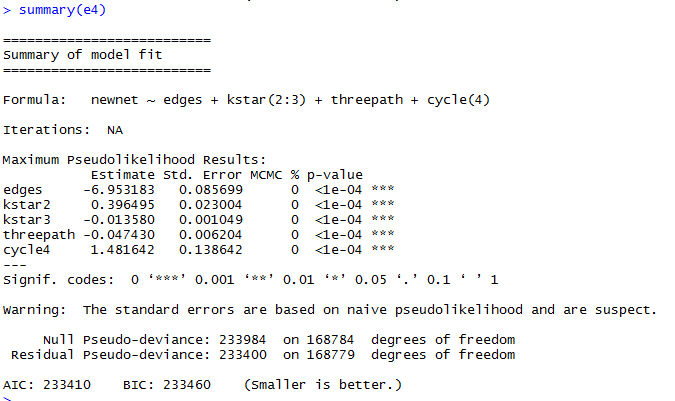 > summary(e4)
==========================
Summary of model fit
==========================
Formula:   newnet ~ edges + kstar(2:3) + threepath + cycle(4)
Iterations:  NA
Maximum Pseudolikelihood Results:
          Estimate Std. Error MCMC % p-value
edges     -6.953183   0.085699      0  <1e-04 ***
kstar2     0.396495   0.023004      0  <1e-04 ***
kstar3    -0.013580   0.001049      0  <1e-04 ***
threepath -0.047430   0.006204      0  <1e-04 ***
cycle4     1.481642   0.138642      0  <1e-04 ***
---
Signif. codes:  0 ‘***’ 0.001 ‘**’ 0.01 ‘*’ 0.05 ‘.’ 0.1 ‘ ’ 1
Warning:  The standard errors are based on naive pseudolikelihood and are suspect.
     Null Pseudo-deviance: 233984  on 168784  degrees of freedom
 Residual Pseudo-deviance: 233400  on 168779  degrees of freedom
AIC: 233410    BIC: 233460    (Smaller is better.)
>